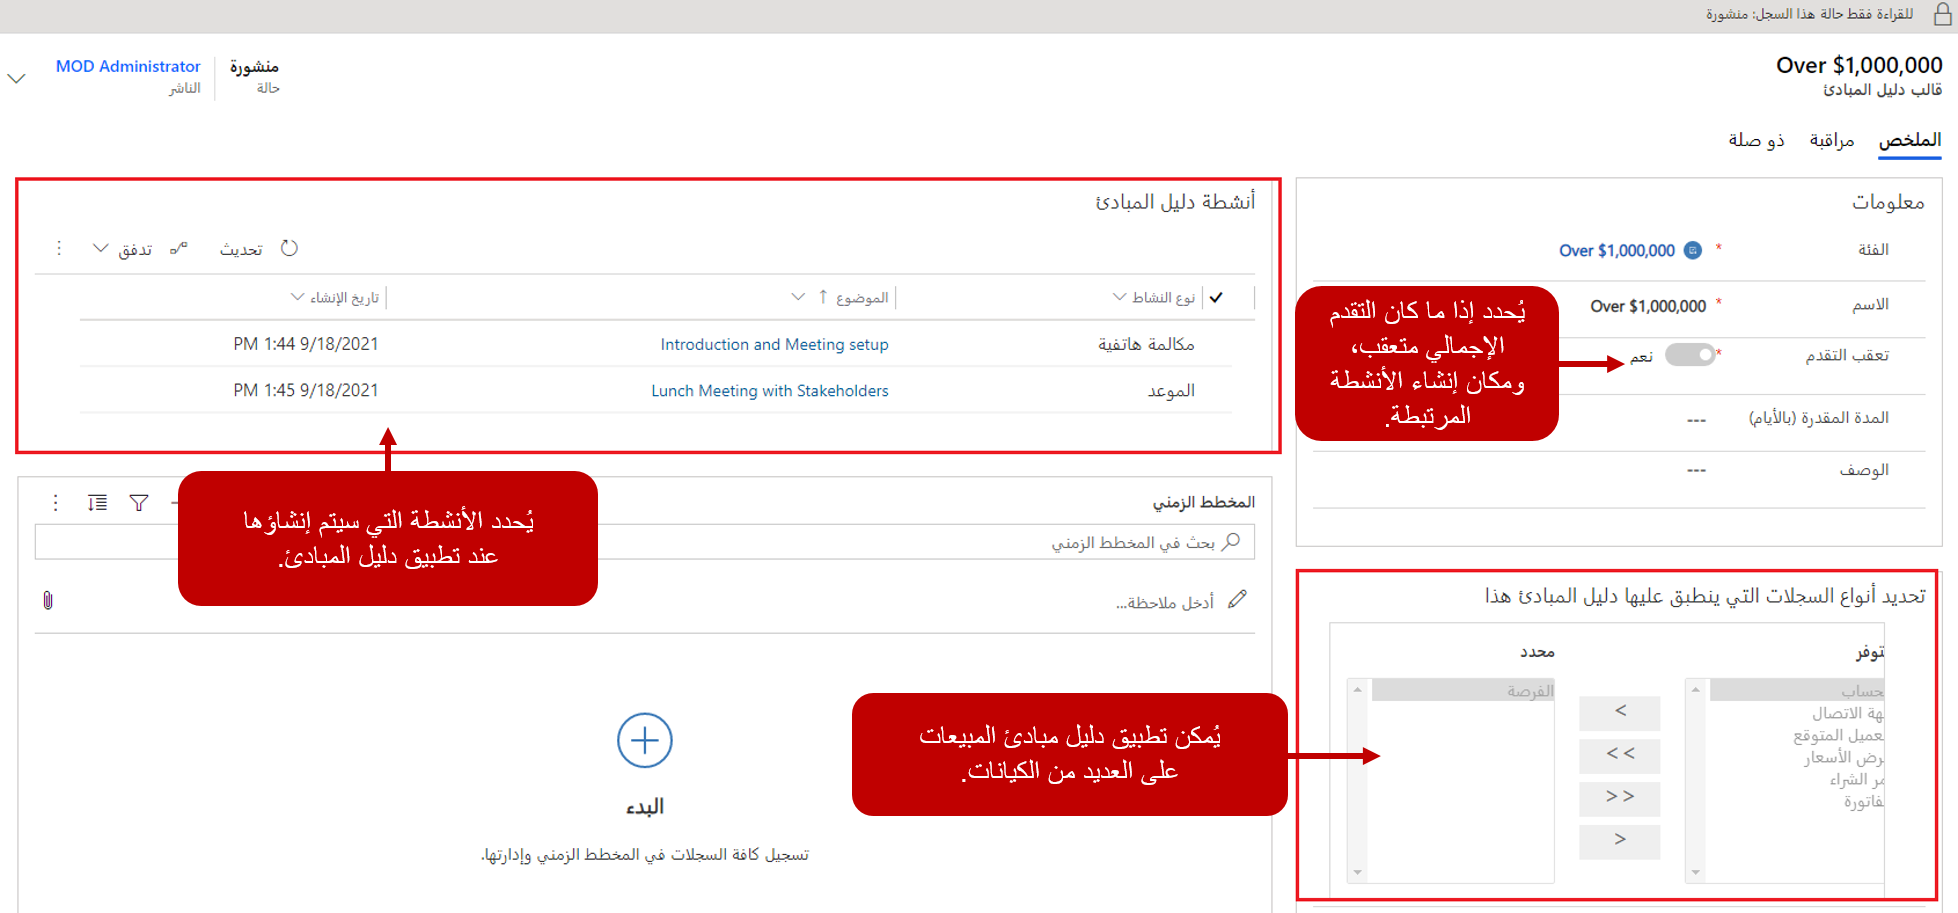 للقراءة فقط حالة هذا السجل: منشورة
Over $1,000,000
قالب دليل المبادئ
منشورة
حالة
MOD Administrator
الناشر
الملخص
مراقبة
ذو صلة
معلومات
الفئة
*
Over $1,000,000
الاسم
*
Over $1,000,000
تعقب التقدم
*
نعم
المدة المقدرة (بالأيام)
---
الوصف
---
يُحدد إذا ما كان التقدم
الإجمالي متعقب،
ومكان إنشاء الأنشطة
المرتبطة.
أنشطة دليل المبادئ
تحديث
تدفق
نوع النشاط
الموضوع
تاريخ الإنشاء
مكالمة هاتفية
Introduction and Meeting setup
9/18/2021 1:44 PM
الموعد
Lunch Meeting with Stakeholders
9/18/2021 1:45 PM
يُحدد الأنشطة التي سيتم إنشاؤها
عند تطبيق دليل المبادئ.
المخطط الزمني
بحث في المخطط الزمني
أدخل ملاحظة...
البدء
تسجيل كافة السجلات في المخطط الزمني وإدارتها.
تحديد أنواع السجلات التي ينطبق عليها دليل المبادئ هذا
توفر
محدد
حساب
هة الاتصال
عميل المتوقع
رض الأسعار
مر الشراء
فاتورة
الفرصة
<
<<
>>
>
يُمكن تطبيق دليل مبادئ المبيعات
على العديد من الكيانات.